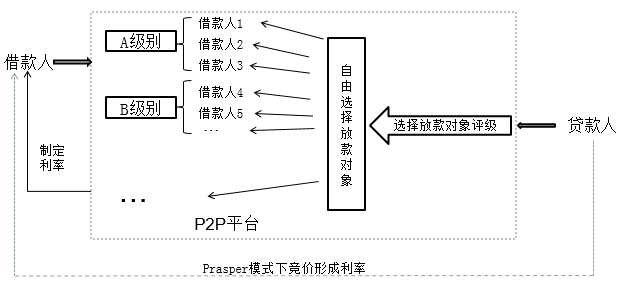 借款人
A级别
借款人1
借款人2
借款人3
B级别
借款人4
借款人5
...
...
制定
利率
自由选择放款对象
选择放款对象评级
贷款人
P2P平台
Prasper模式下竞价形成利率